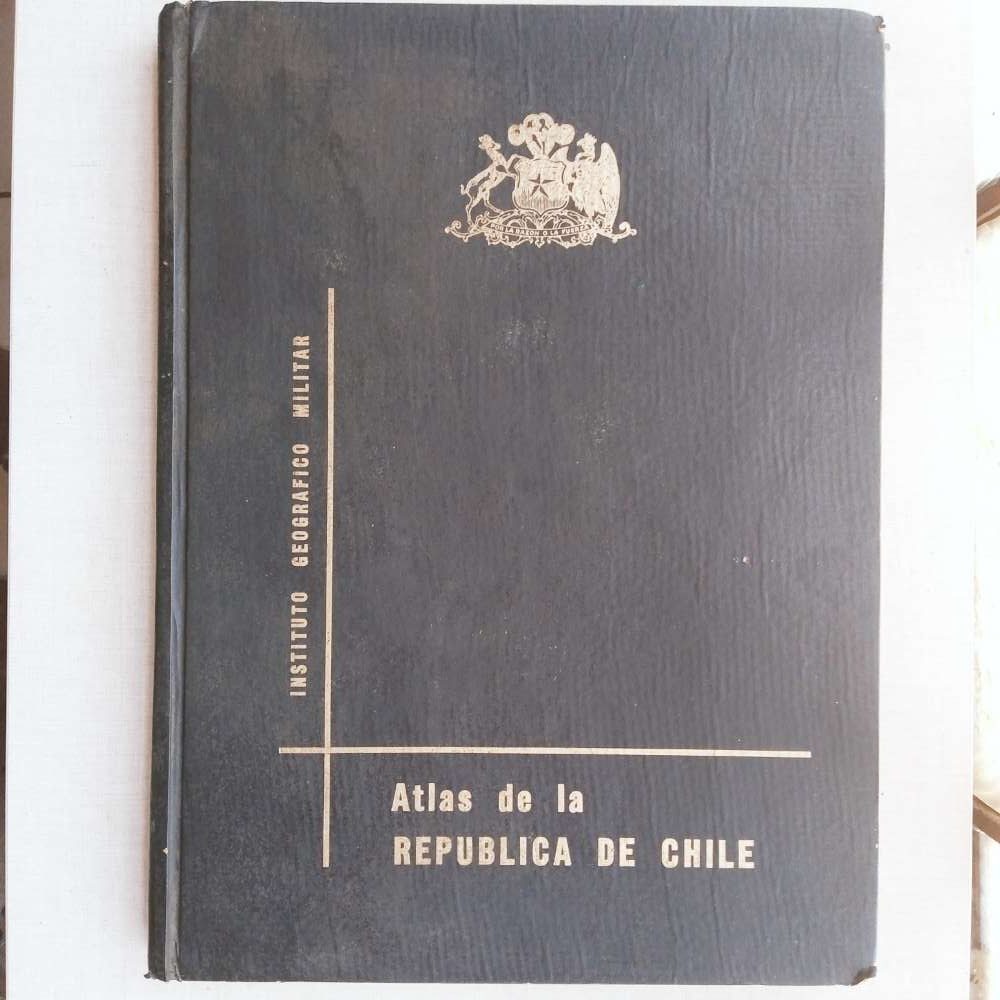 POR LA RAZON O LA FUERZA
INSTITUTO GEOGRAFICO MILITAR
Atlas de la
REPUBLICA DE CHILE